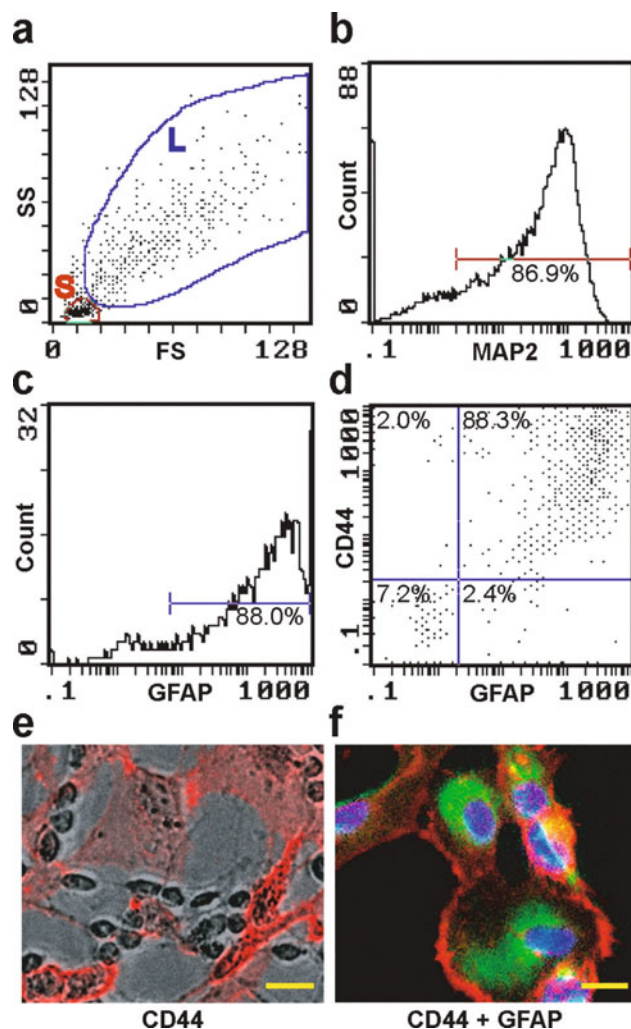 a
128
SS
0
L
S
0 FS 128
b
88
Count
0
86.9%
.1 MAP2 1000
c
32
Count
0
88.0%
.1 GFAP 1000
d
1000
CD44
.1
2.0% 88.3%
7.2% 2.4%
.1 GFAP 1000
e
CD44
f
CD44 + GFAP